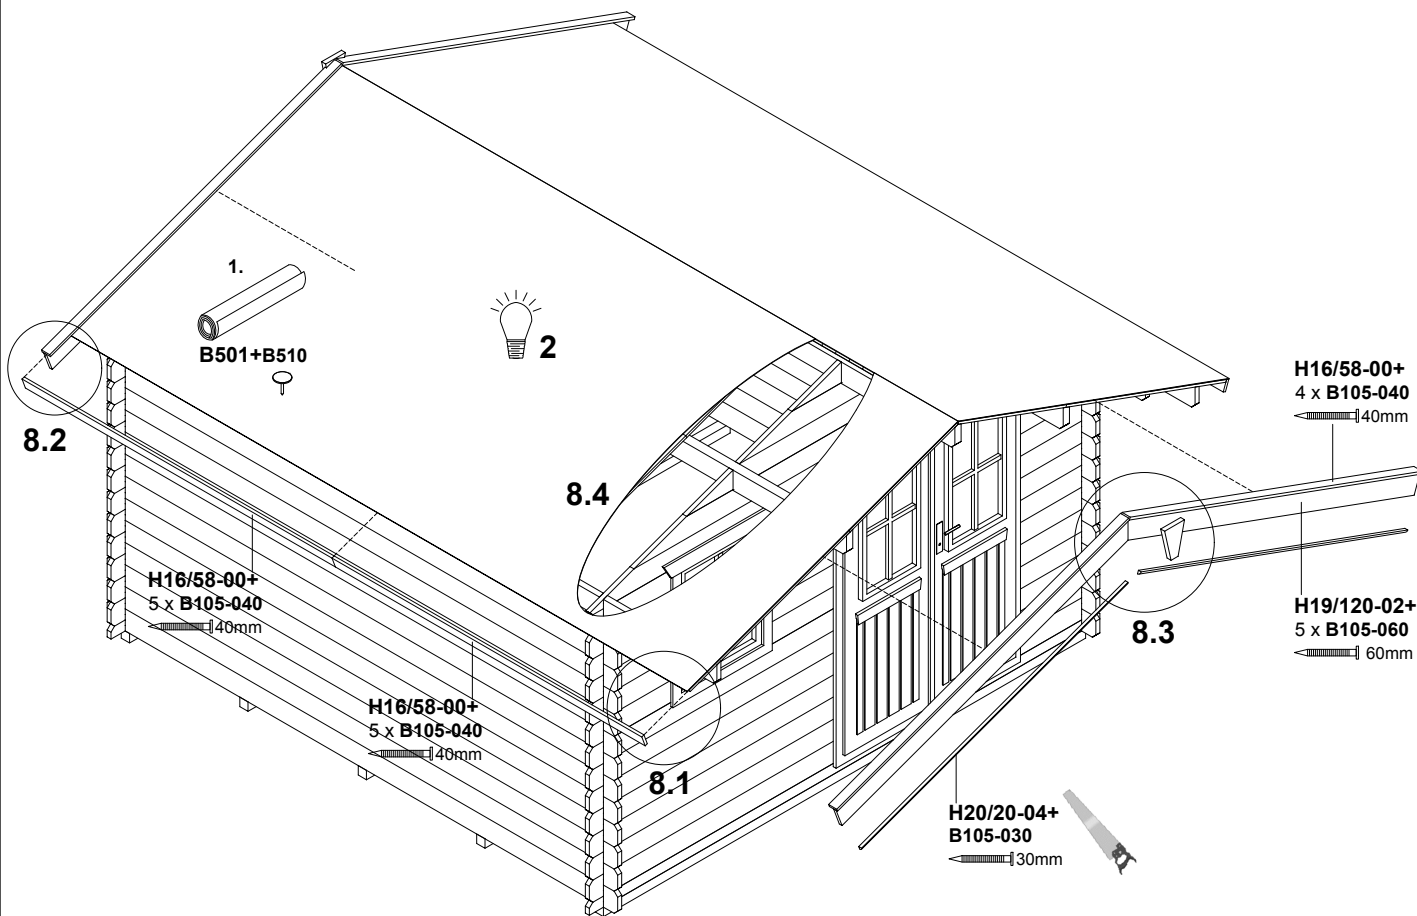 1.
B501+B510
2
8.2
8.4
H16/58-00+
4 x B105-040
40mm
H16/58-00+
5 x B105-040
40mm
8.3
H19/120-02+
5 x B105-060
60mm
H16/58-00+
5 x B105-040
40mm
8.1
H20/20-04+
B105-030
30mm